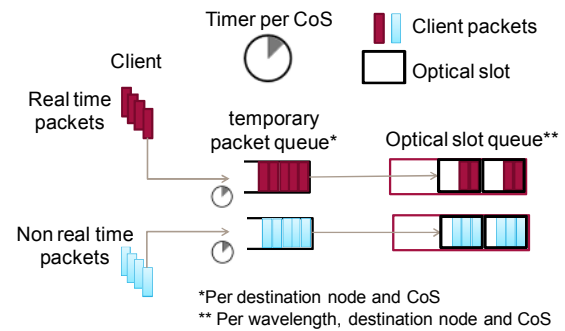 Timer per CoS
Client packets
Optical slot
Client
Real time
packets
temporary
packet queue*
Optical slot queue**
Non real time
packets
*Per destination node and CoS
** Per wavelength, destination node and CoS